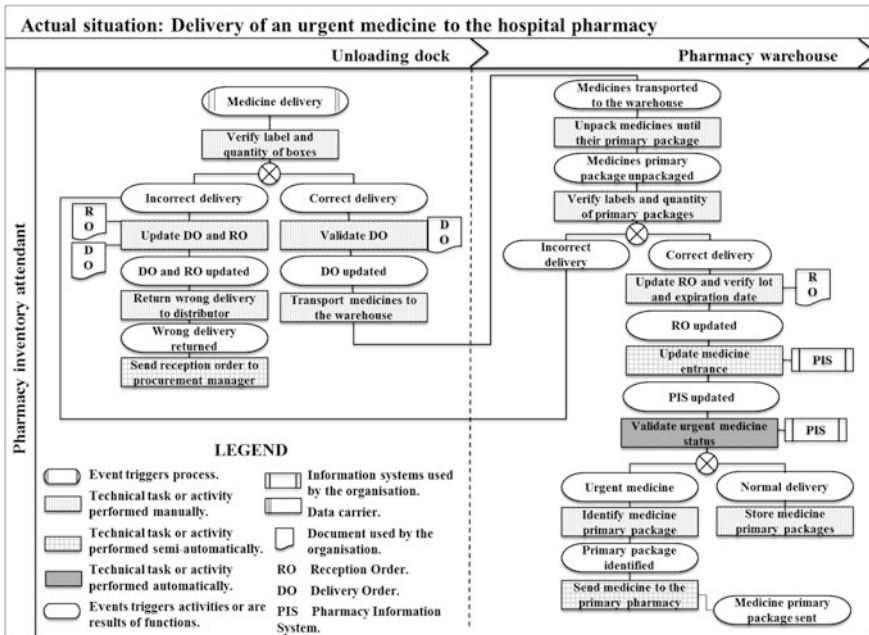 Actual situation: Delivery of an urgent medicine to the hospital pharmacy
Unloading dock
Pharmacy warehouse
Pharmacy inventory attendant
Medicine delivery
Verify label and
quantity of boxes
Incorrect delivery
Correct delivery
R
O
D
O
Update DO and RO
Validate DO
D
O
DO and RO updated
DO updated
Return wrong delivery
to distributor
Transport medicines to
the warehouse
Wrong delivery
returned
Send reception order to
procurement manager
Medicines transported
to the warehouse
Unpack medicines until
their primary package
Medicines primary
package unpackaged
Verify labels and quantity
of primary packages
Incorrect
delivery
Correct delivery
Update RO and verify lot
and expiration date
R
O
RO updated
Update medicine
entrance
PIS
PIS updated
Validate urgent medicine
status
PIS
Urgent medicine
Normal delivery
Identify medicine
primary package
Store medicine
primary packages
Primary package
identified
Send medicine to the
primary pharmacy
Medicine primary
package sent
LEGEND
Event triggers process.
Technical task or activity
performed manually.
Technical task or activity
performed semi-automatically.
Technical task or activity
performed automatically.
Events triggers activities or are
results of functions.
Information systems used
by the organisation.
Data carrier.
Document used by the
organisation.
RO Reception Order.
DO Delivery Order.
PIS Pharmacy Information
System.